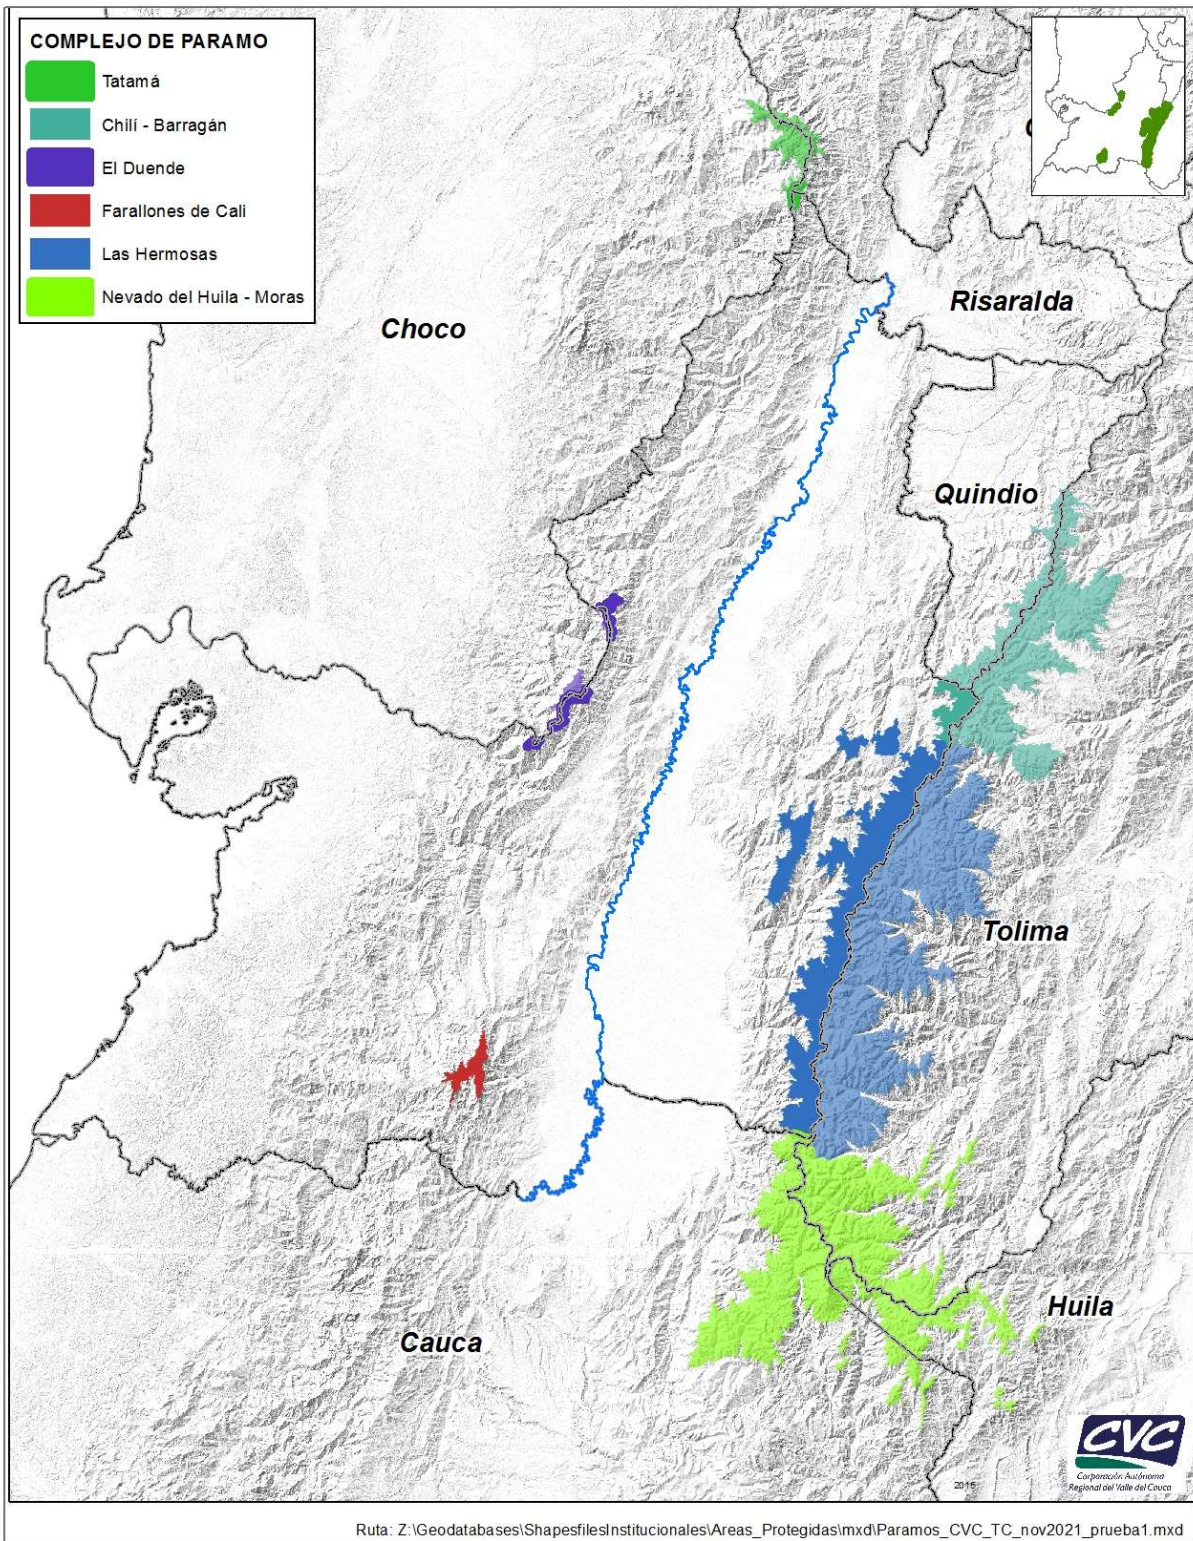 COMPLEJO DE PARAMO
Tatamá
Chilí - Barragán
El Duende
Farallones de Cali
Las Hermosas
Nevado del Huila - Moras
Choco
Risaralda
Quindio
Tolima
Huila
Cauca
CVC
Corporación Autónoma
Regional del Valle del Cauca
Ruta: Z:\Geodatabases\ShapesfilesInstitucionales\Areas_Protegidas\mxd\Paramos_CVC_TC_nov2021_prueba1.mxd